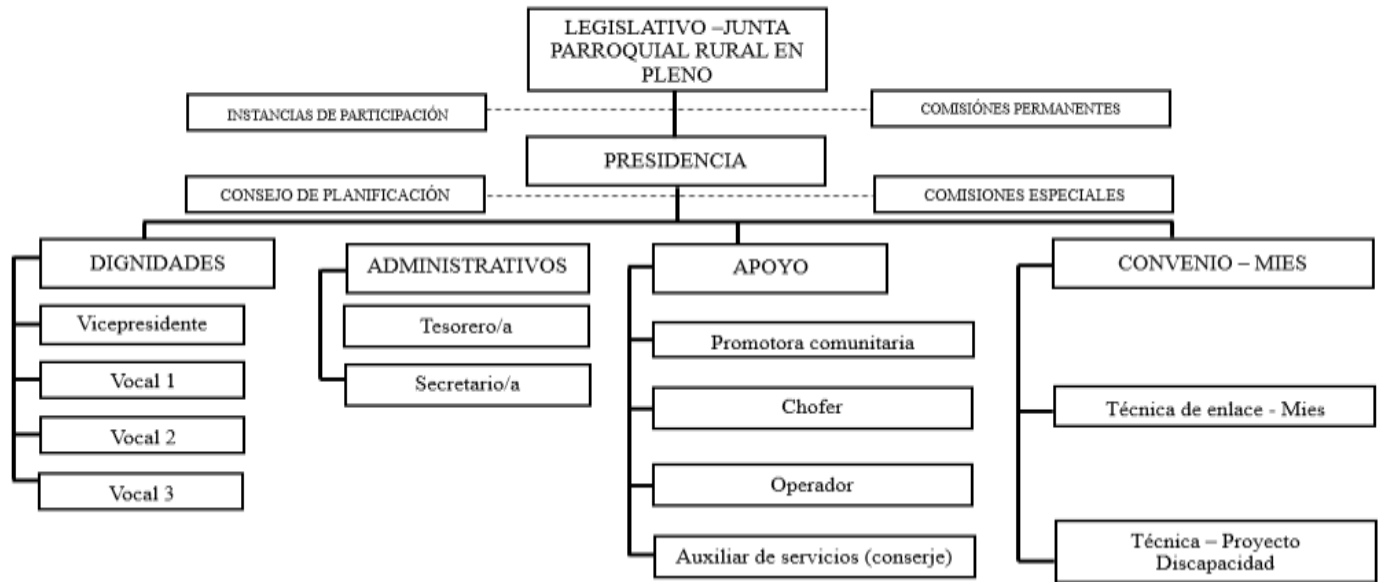 LEGISLATIVO –JUNTA
PARROQUIAL RURAL EN
PLENO
INSTANCIAS DE PARTICIPACIÓN
COMISIÓNES PERMANENTES
PRESIDENCIA
CONSEJO DE PLANIFICACIÓN
COMISIONES ESPECIALES
DIGNIDADES
Vicepresidente
Vocal 1
Vocal 2
Vocal 3
ADMINISTRATIVOS
Tesorero/a
Secretario/a
APOYO
Promotora comunitaria
Chofer
Operador
Auxiliar de servicios (conserje)
CONVENIO – MIES
Técnica de enlace - Mies
Técnica – Proyecto
Discapacidad